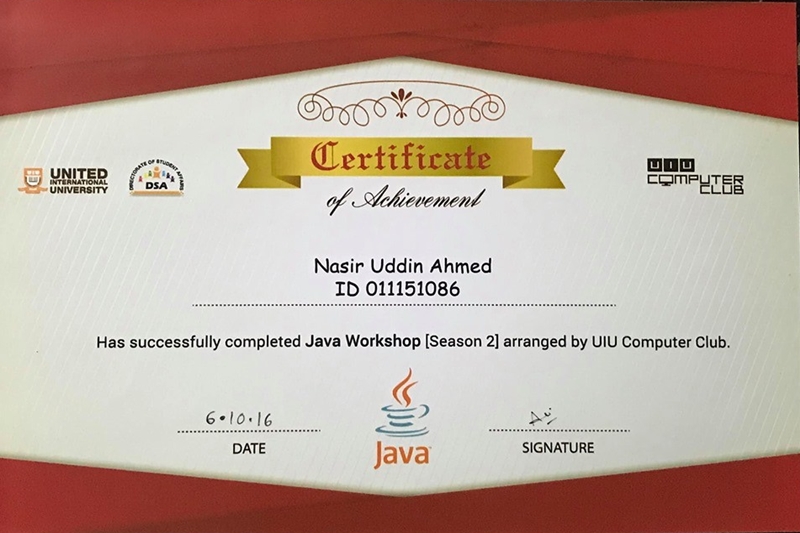 Certificate
of Achievement
UIU
UNITED
INTERNATIONAL
UNIVERSITY
DIRECTORATE OF STUDENT AFFAIRS
DSA
UIU
COMPUTER
CLUB
Nasir Uddin Ahmed
ID 011151086
Has successfully completed Java Workshop [Season 2] arranged by UIU Computer Club.
6.10.16
DATE
Java
SIGNATURE